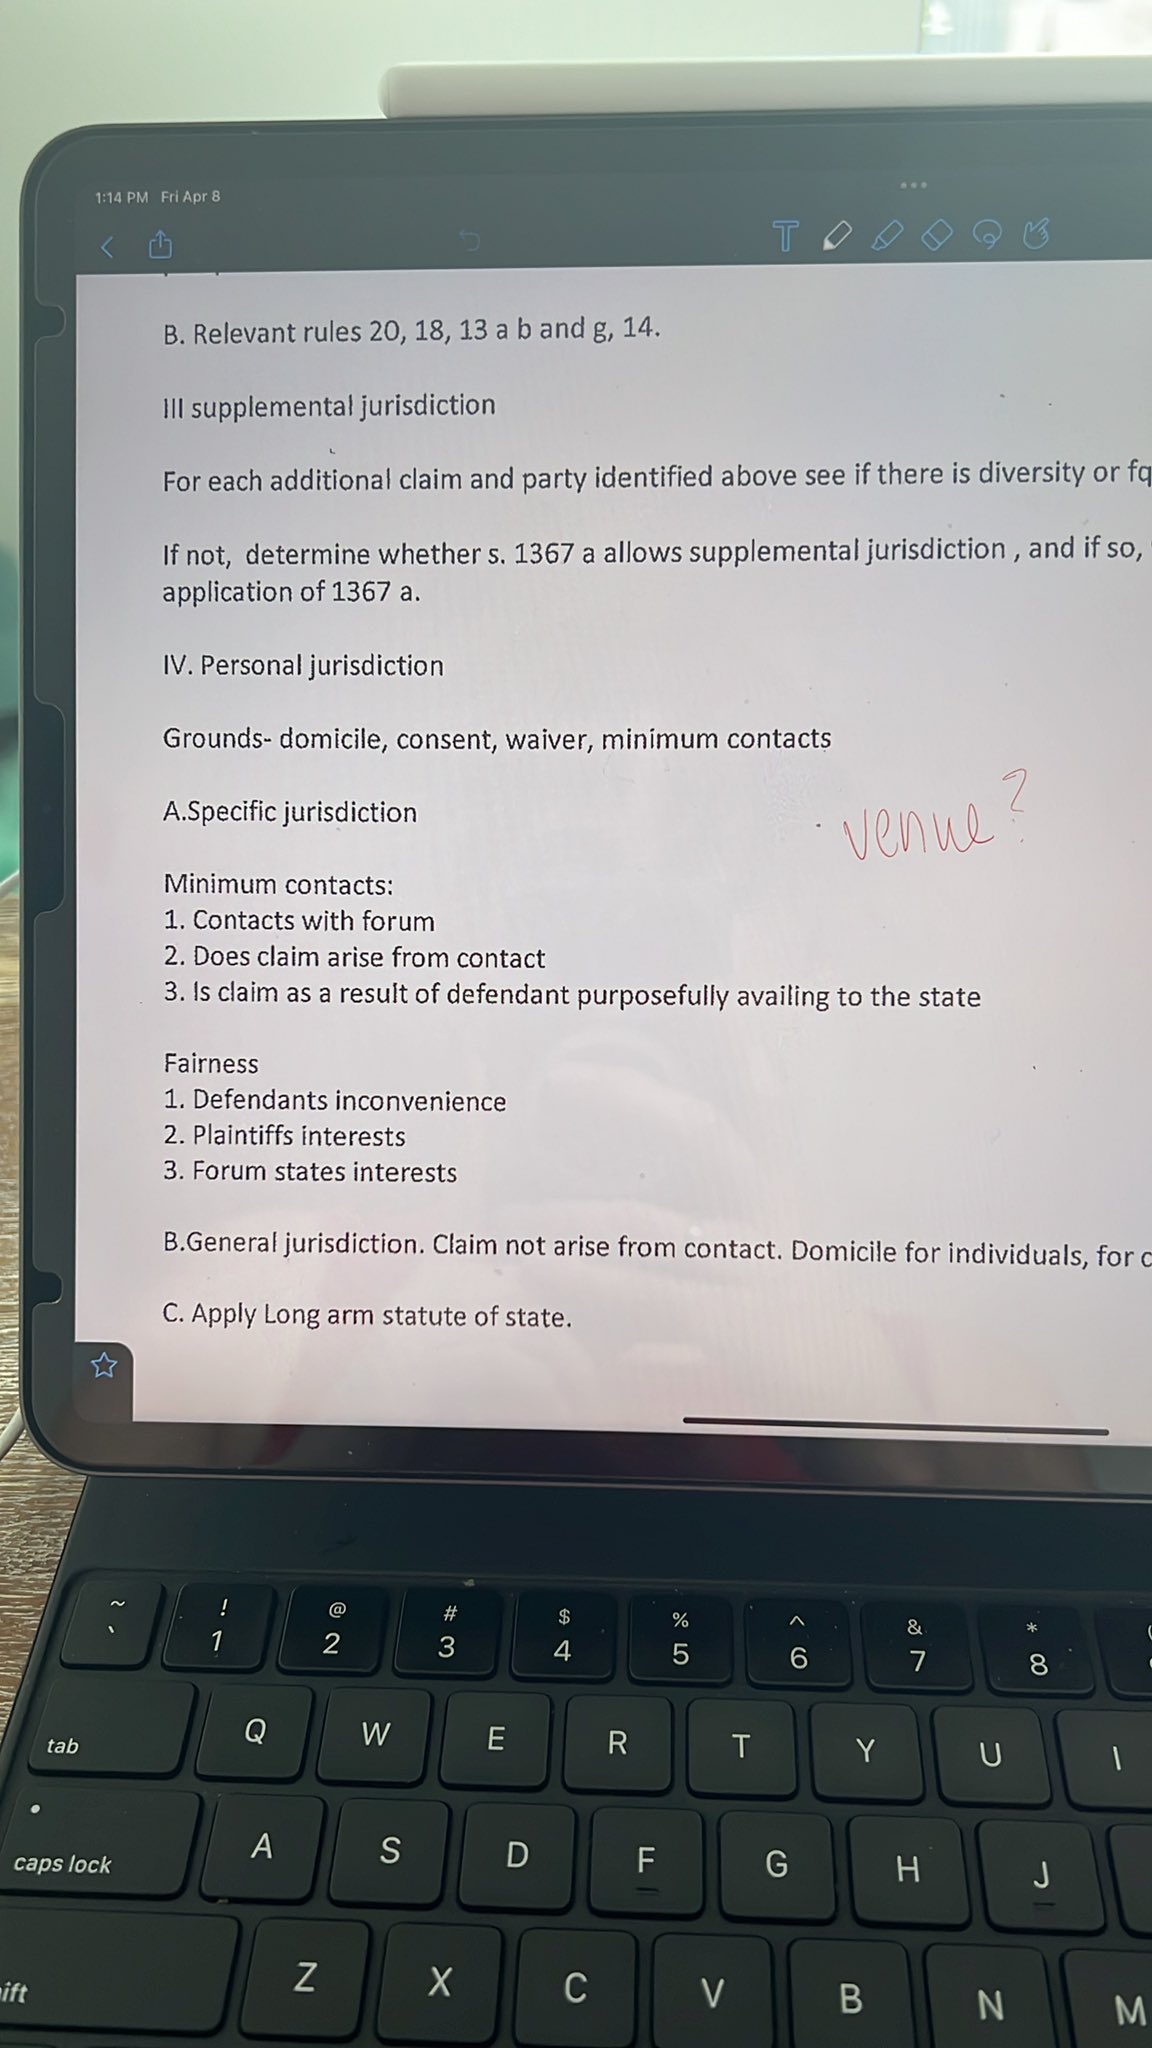 1:14 PM Fri Apr 8
T
B. Relevant rules 20, 18, 13 a b and g, 14.
III supplemental jurisdiction
For each additional claim and party identified above see if there is diversity or fq
If not, determine whether s. 1367 a allows supplemental jurisdiction , and if so,
application of 1367 a.
IV. Personal jurisdiction
Grounds- domicile, consent, waiver, minimum contacts
A.Specific jurisdiction
venue?
Minimum contacts:
1. Contacts with forum
2. Does claim arise from contact
3. Is claim as a result of defendant purposefully availing to the state
Fairness
1. Defendants inconvenience
2. Plaintiffs interests
3. Forum states interests
B.General jurisdiction. Claim not arise from contact. Domicile for individuals, for c
C. Apply Long arm statute of state.
~ ! @ # $ % ^ & *
` 1 2 3 4 5 6 7 8
tab Q W E R T Y U I
caps lock A S D F G H J
ift Z X C V B N M